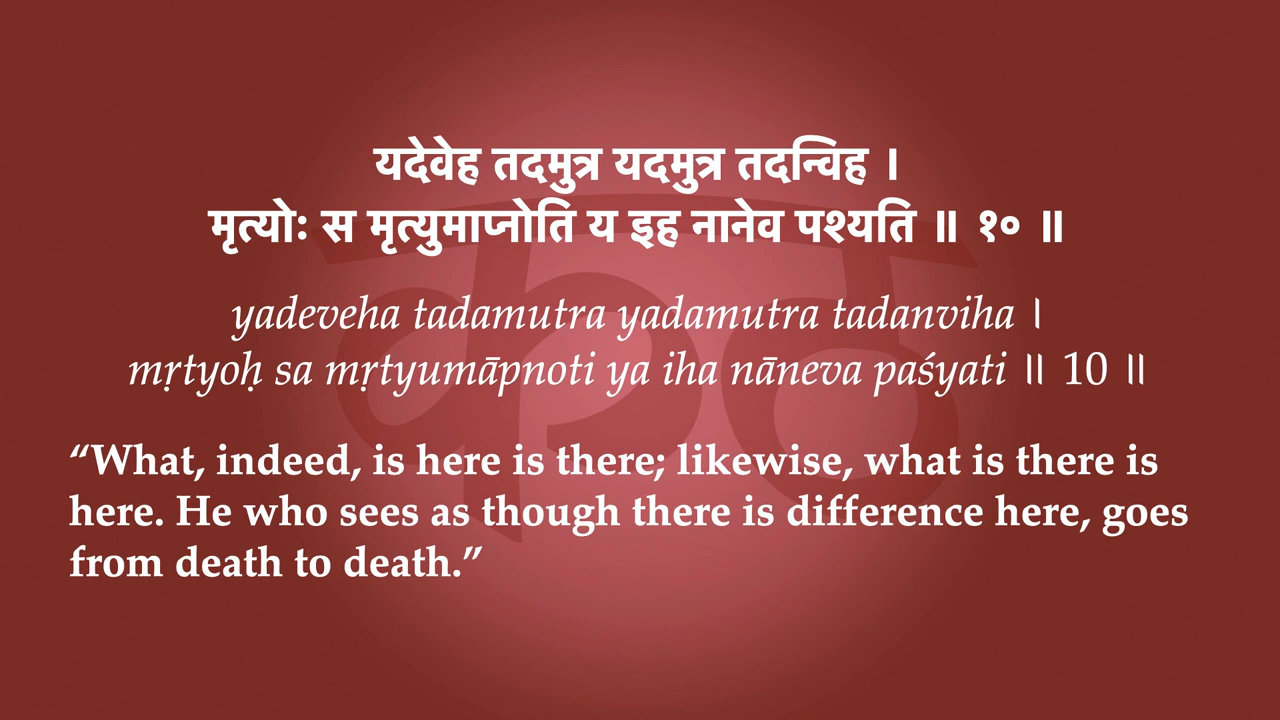 यदेवेह तदमुत्र यदमुत्र तदन्विह ।
मृत्योः स मृत्युमाप्नोति य इह नानेव पश्यति ॥ १० ॥
yadeveha tadamutra yadamutra tadanviha ।
mṛtyoḥ sa mṛtyumāpnoti ya iha nāneva paśyati ॥ 10 ॥
“What, indeed, is here is there; likewise, what is there is
here. He who sees as though there is difference here, goes
from death to death.”
कठ